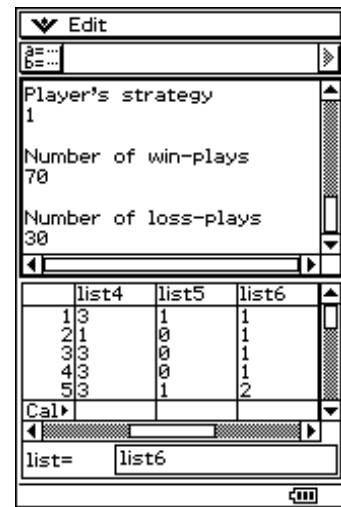 Edit
a=
b=
Player's strategy
1
Number of win-plays
70
Number of loss-plays
30
list4 list5 list6
1 3 1 1
2 1 0 1
3 3 0 1
4 3 0 1
5 3 1 2
Cal
list= list6